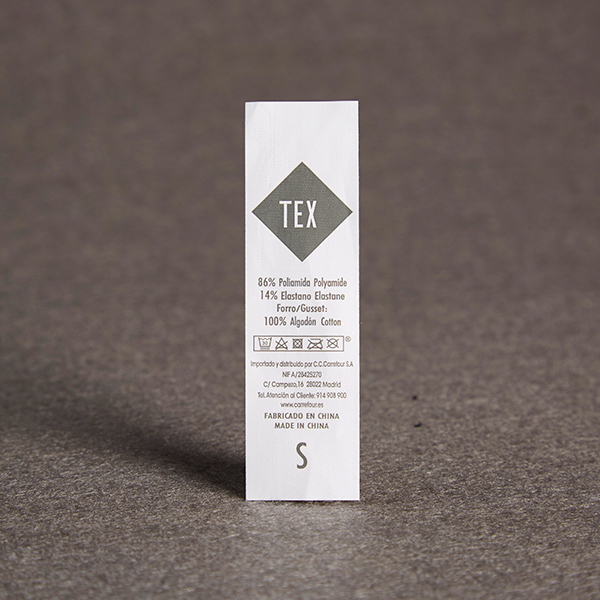 TEX
86% Poliamida Polyamide
14% Elastano Elastane
Forro/Gusset:
100% Algodón Cotton
®
Importado y distribuido por C.C.Carrefour S.A
NIF A/28425270
C/ Campezo,16 28022 Madrid
Tel.Atención al Cliente: 914 908 900
www.carrefour.es
FABRICADO EN CHINA
MADE IN CHINA
S